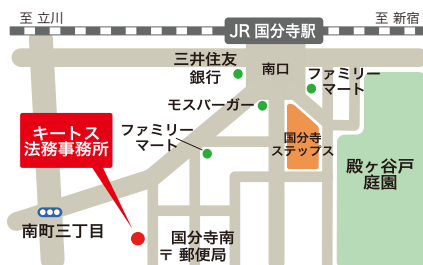 至 立川
至 新宿
JR 国分寺駅
三井住友
銀行
南口
ファミリー
マート
モスバーガー
キートス
法務事務所
ファミリー
マート
国分寺
ステップス
殿ヶ谷戸
庭園
南町三丁目
国分寺南
〒郵便局